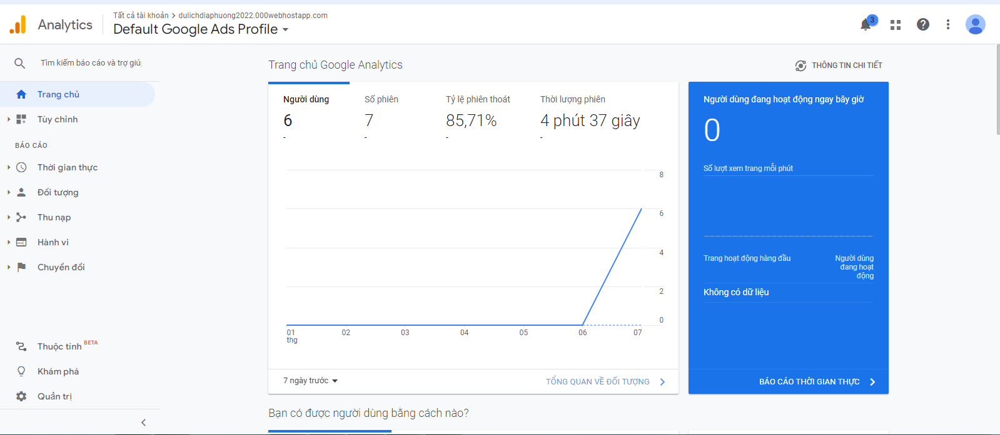 Analytics
Tất cả tài khoản > dulichdiaphuong2022.000webhostapp.com
Default Google Ads Profile
3
Tìm kiếm báo cáo và trợ giú
Trang chủ
Tùy chỉnh
BÁO CÁO
Thời gian thực
Đối tượng
Thu nạp
Hành vi
Chuyển đổi
Thuộc tính BETA
Khám phá
Quản trị
Trang chủ Google Analytics
THÔNG TIN CHI TIẾT
Người dùng
6
-
Số phiên
7
-
Tỷ lệ phiên thoát
85,71%
-
Thời lượng phiên
4 phút 37 giây
-
8
6
4
2
0
01 02 03 04 05 06 07
thg
7 ngày trước
TỔNG QUAN VỀ ĐỐI TƯỢNG
Người dùng đang hoạt động ngay bây giờ
0
Số lượt xem trang mỗi phút
Trang hoạt động hàng đầu
Người dùng
đang hoạt
động
Không có dữ liệu
BÁO CÁO THỜI GIAN THỰC
Bạn có được người dùng bằng cách nào?